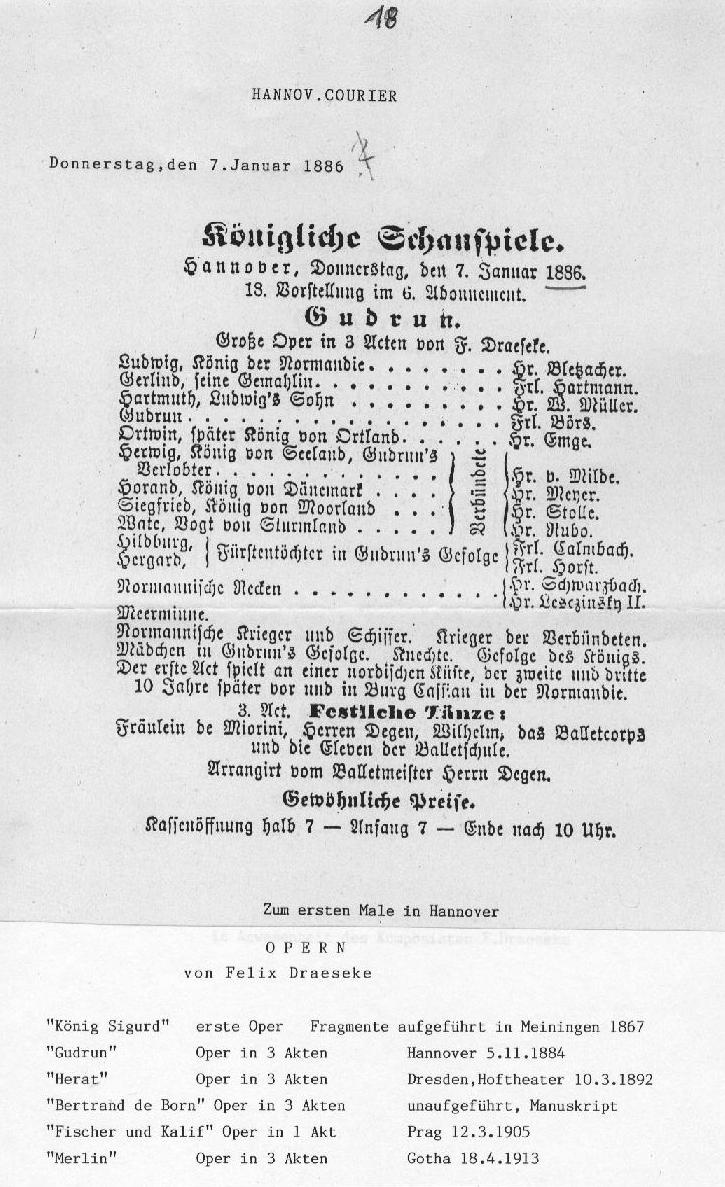 18
HANNOV.COURIER
Donnerstag,den 7.Januar 1886
Königliche Schauspiele.
Hannover, Donnerstag, den 7. Januar 1886.
18. Vorstellung im 6. Abonnement.
Gudrun.
Große Oper in 3 Acten von F. Draeseke.
Ludwig, König der Normandie. . . . . . . . Hr. Bletzacher.
Gerlind, seine Gemahlin. . . . . . . . . . . Frl. Hartmann.
Hartmuth, Ludwig's Sohn . . . . . . . . . Hr. W. Müller.
Gudrun. . . . . . . . . . . . . . . . . . Frl. Börs.
Ortwin, später König von Ortland. . . . . . Hr. Emge.
Herwig, König von Seeland, Gudrun's
Verlobter. . . . . . . . . . . . . Hr. v. Milde.
Horand, König von Dänemark . . . . Hr. Meyer.
Siegfried, König von Moorland . . . Hr. Stolle.
Wate, Vogt von Sturmland . . . . . Hr. Nubo.
Verbündete
Hildburg, Frl. Calmbach.
Hergard, Fürstentöchter in Gudrun's Gefolge Frl. Horst.
Normannische Recken . . . . . . . . . . . . Hr. Schwarzbach.
Hr. Lesczinsky II.
Meerminne.
Normannische Krieger und Schiffer. Krieger der Verbündeten.
Mädchen in Gudrun's Gefolge. Knechte. Gefolge des Königs.
Der erste Act spielt an einer nordischen Küste, der zweite und dritte
10 Jahre später vor und in Burg Cassian in der Normandie.
3. Act. Festliche Tänze:
Fräulein de Miorini, Herren Degen, Wilhelm, das Balletcorps
und die Eleven der Balletschule.
Arrangirt vom Balletmeister Herrn Degen.
Gewöhnliche Preise.
Kassenöffnung halb 7 — Anfang 7 — Ende nach 10 Uhr.
Zum ersten Male in Hannover
OPERN
von Felix Draeseke
"König Sigurd" erste Oper Fragmente aufgeführt in Meiningen 1867
"Gudrun" Oper in 3 Akten Hannover 5.11.1884
"Herat" Oper in 3 Akten Dresden,Hoftheater 10.3.1892
"Bertrand de Born" Oper in 3 Akten unaufgeführt, Manuskript
"Fischer und Kalif" Oper in 1 Akt Prag 12.3.1905
"Merlin" Oper in 3 Akten Gotha 18.4.1913